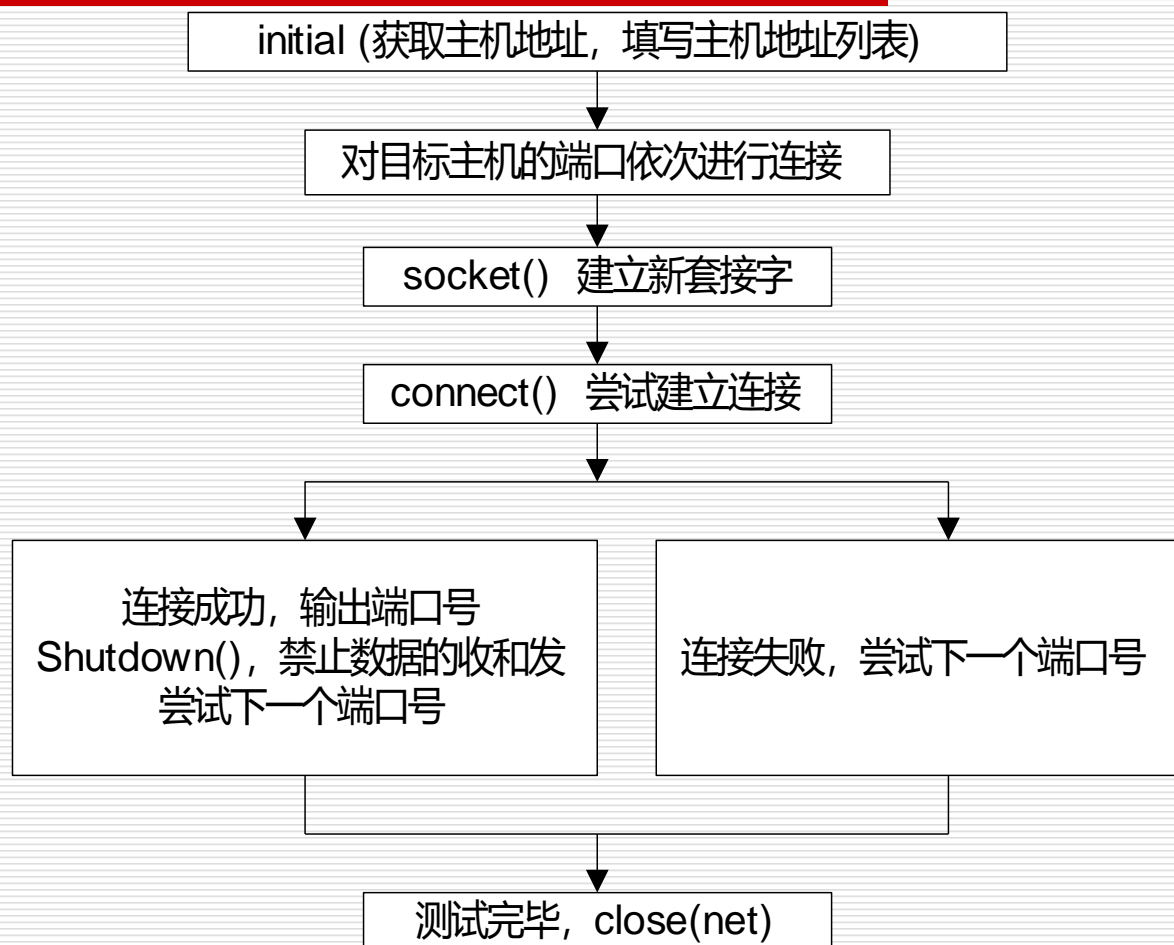 initial (获取主机地址，填写主机地址列表)
对目标主机的端口依次进行连接
socket() 建立新套接字
connect() 尝试建立连接
连接成功，输出端口号
Shutdown()，禁止数据的收和发
尝试下一个端口号
连接失败，尝试下一个端口号
测试完毕，close(net)